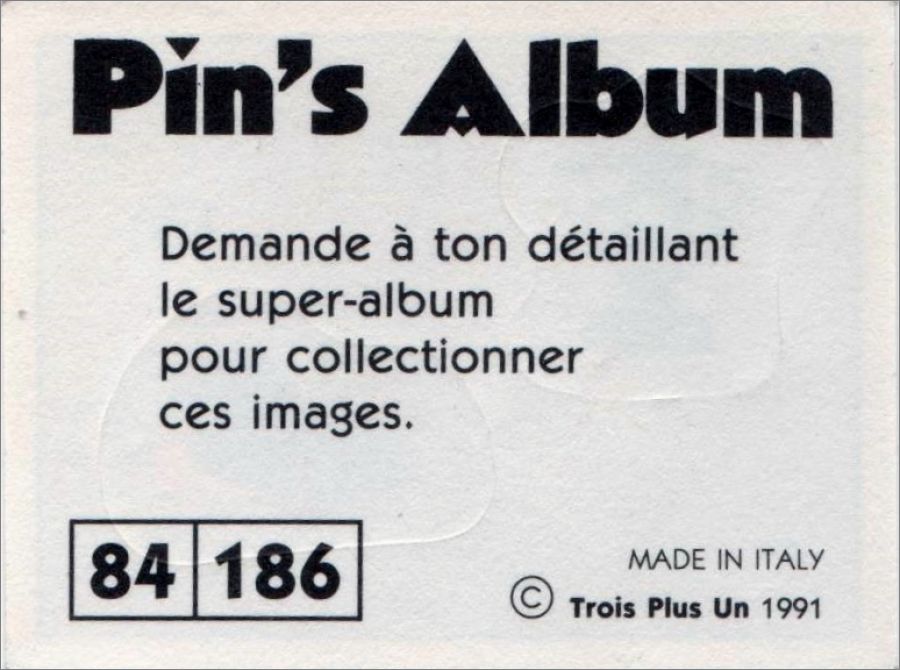 Pin's Album
Demande à ton détaillant
le super-album
pour collectionner
ces images.
84 186
MADE IN ITALY
© Trois Plus Un 1991